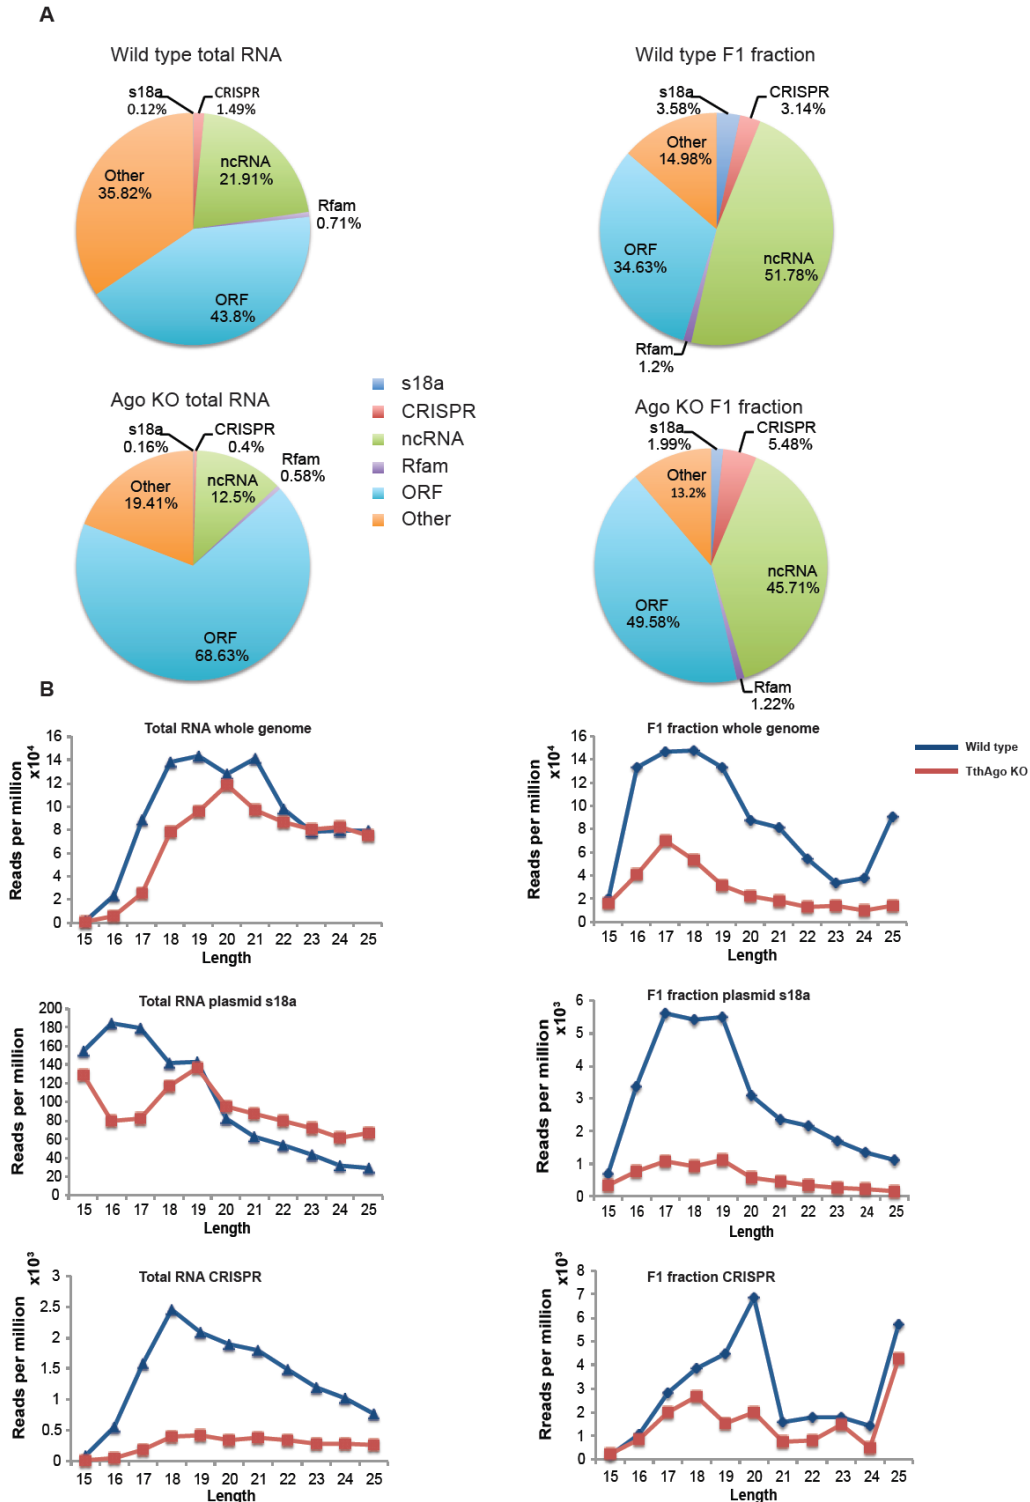 A
Wild type total RNA
s18a
0.12%
CRISPR
1.49%
Other
35.82%
ncRNA
21.91%
Rfam
0.71%
ORF
43.8%
Wild type F1 fraction
s18a
3.58%
CRISPR
3.14%
Other
14.98%
ORF
34.63%
ncRNA
51.78%
Rfam
1.2%
Ago KO total RNA
s18a
0.16%
CRISPR
0.4%
Rfam
0.58%
Other
19.41%
ncRNA
12.5%
ORF
68.63%
s18a
CRISPR
ncRNA
Rfam
ORF
Other
Ago KO F1 fraction
s18a
1.99%
CRISPR
5.48%
Other
13.2%
ncRNA
45.71%
ORF
49.58%
Rfam
1.22%
B
Total RNA whole genome
Reads per million
x10⁴
16
14
12
10
8
6
4
2
0
15 16 17 18 19 20 21 22 23 24 25
Length
F1 fraction whole genome
Reads per million
x10⁴
16
14
12
10
8
6
4
2
0
15 16 17 18 19 20 21 22 23 24 25
Length
Wild type
TthAgo KO
Total RNA plasmid s18a
Reads per million
200
180
160
140
120
100
80
60
40
20
0
15 16 17 18 19 20 21 22 23 24 25
Length
F1 fraction plasmid s18a
Reads per million
x10³
6
5
4
3
2
1
0
15 16 17 18 19 20 21 22 23 24 25
Length
Total RNA CRISPR
Reads per million
x10³
3
2.5
2
1.5
1
0.5
0
15 16 17 18 19 20 21 22 23 24 25
Length
F1 fraction CRISPR
Rreads per million
x10³
8
7
6
5
4
3
2
1
0
15 16 17 18 19 20 21 22 23 24 25
Length